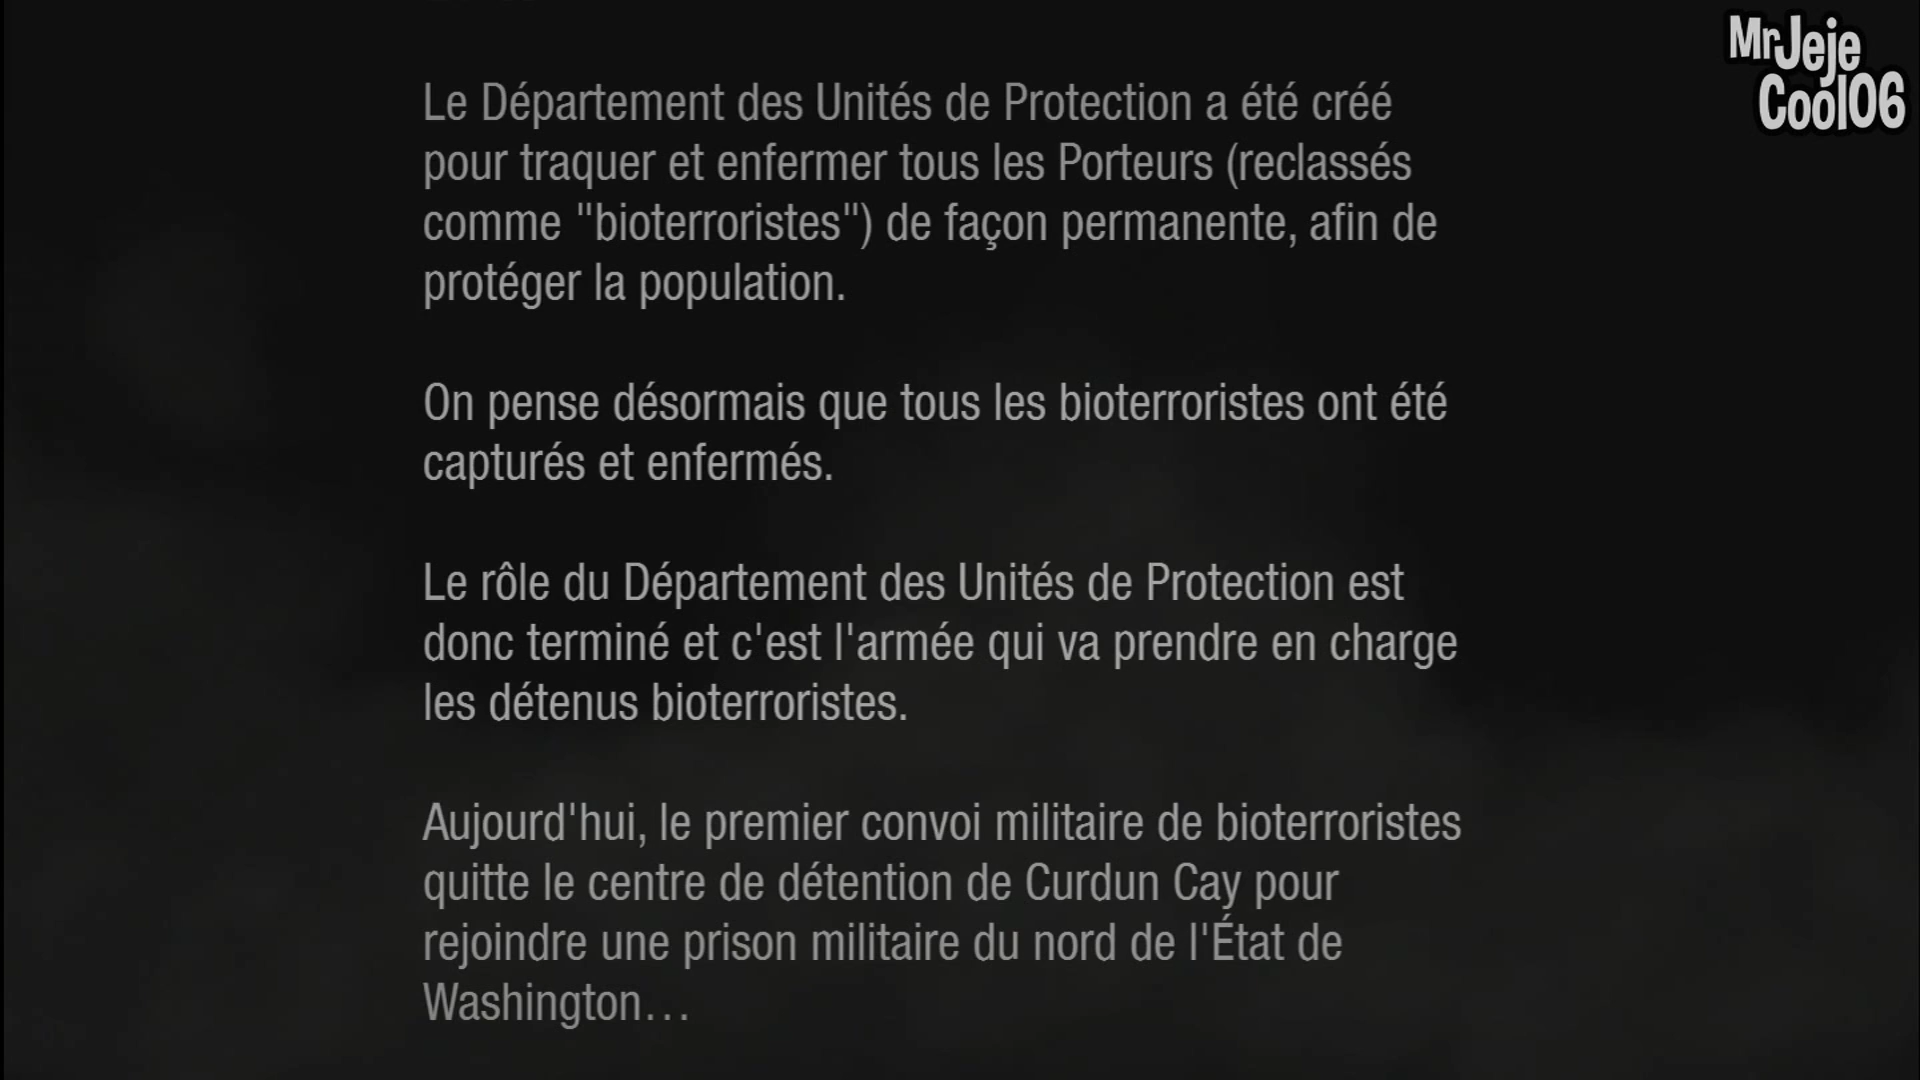 MrJeje
Cool06
Le Département des Unités de Protection a été créé
pour traquer et enfermer tous les Porteurs (reclassés
comme "bioterroristes") de façon permanente, afin de
protéger la population.
On pense désormais que tous les bioterroristes ont été
capturés et enfermés.
Le rôle du Département des Unités de Protection est
donc terminé et c'est l'armée qui va prendre en charge
les détenus bioterroristes.
Aujourd'hui, le premier convoi militaire de bioterroristes
quitte le centre de détention de Curdun Cay pour
rejoindre une prison militaire du nord de l'État de
Washington…